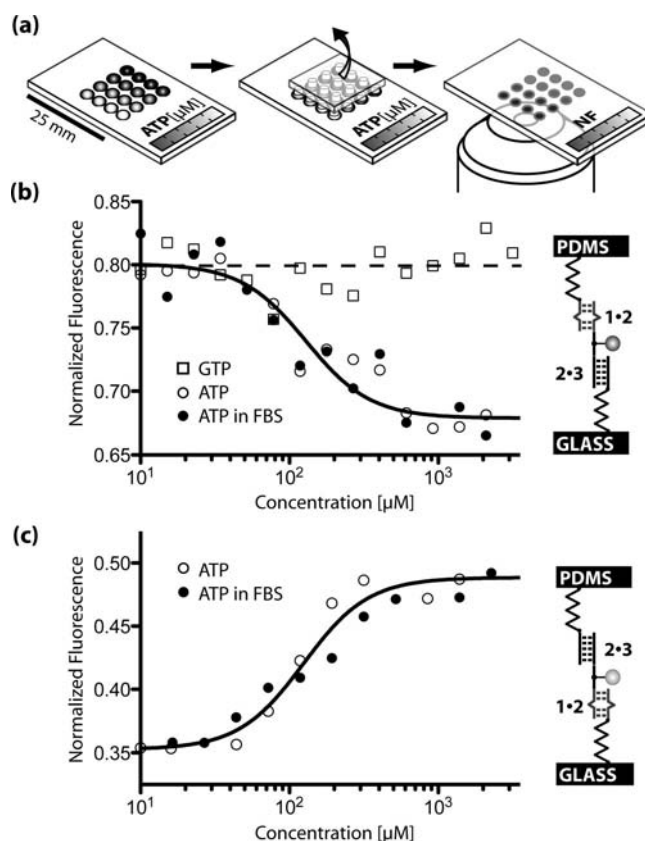 (a)
25 mm
ATP [µM]
ATP [µM]
NF
(b)
Normalized Fluorescence
0.85
0.80
0.75
0.70
0.65
GTP
ATP
ATP in FBS
10¹
10²
10³
Concentration [µM]
PDMS
1•2
2•3
GLASS
(c)
Normalized Fluorescence
0.50
0.45
0.40
0.35
ATP
ATP in FBS
10¹
10²
10³
Concentration [µM]
PDMS
2•3
1•2
GLASS